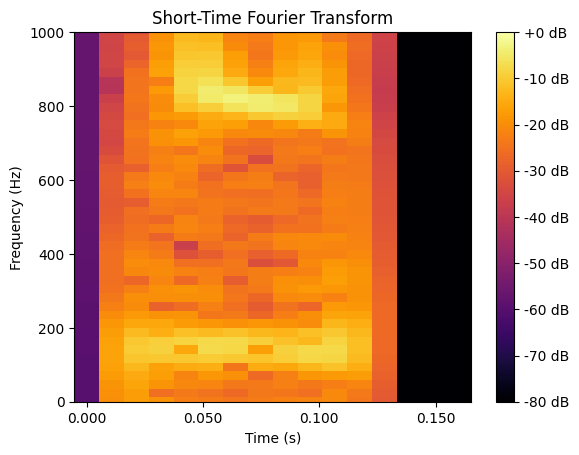 Short-Time Fourier Transform
1000
800
600
400
200
0
Frequency (Hz)
0.000
0.050
0.100
0.150
Time (s)
+0 dB
-10 dB
-20 dB
-30 dB
-40 dB
-50 dB
-60 dB
-70 dB
-80 dB